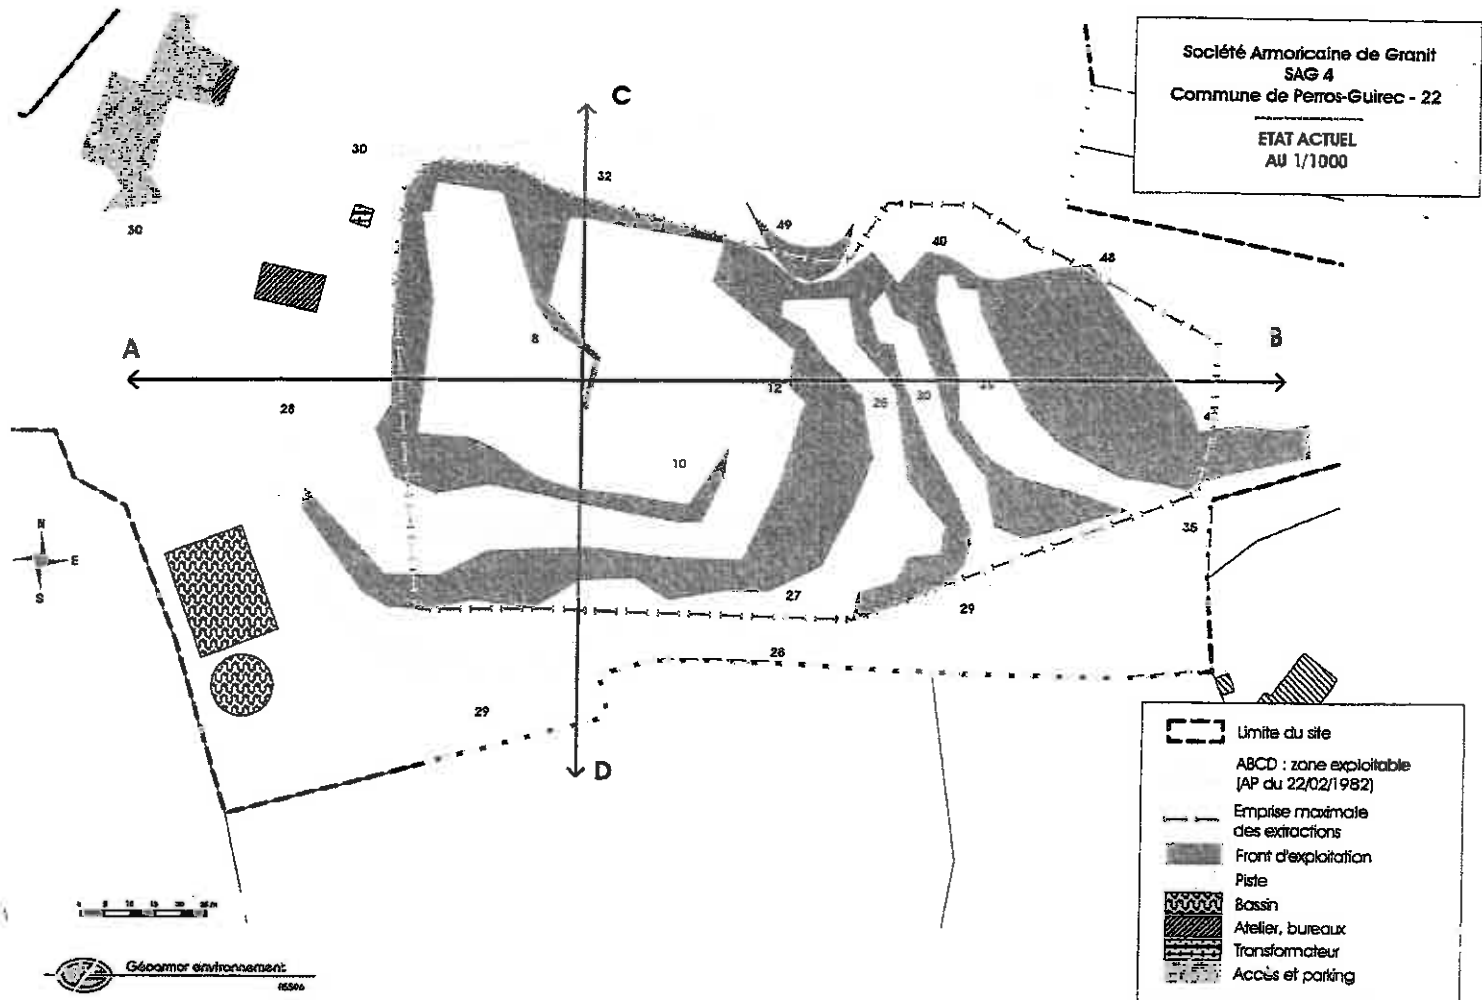 Société Armoricaine de Granit
SAG 4
Commune de Perros-Guirec - 22
ETAT ACTUEL
AU 1/1000
C
30
32
30
49
40
48
8
A
B
28
12
25
30
10
35
27
29
28
29
D
N
E
S
Limite du site
ABCD : zone exploitable
(AP du 22/02/1982)
Emprise maximale
des extractions
Front d'exploitation
Piste
Bassin
Atelier, bureaux
Transformateur
Accès et parking
Géoarmor environnement